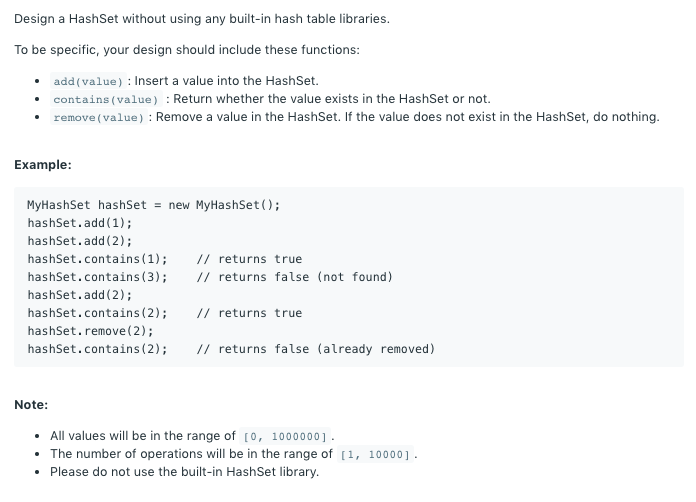 Design a HashSet without using any built-in hash table libraries.
To be specific, your design should include these functions:
• add(value) : Insert a value into the HashSet.
• contains(value) : Return whether the value exists in the HashSet or not.
• remove(value) : Remove a value in the HashSet. If the value does not exist in the HashSet, do nothing.
Example:
MyHashSet hashSet = new MyHashSet();
hashSet.add(1);
hashSet.add(2);
hashSet.contains(1);    // returns true
hashSet.contains(3);    // returns false (not found)
hashSet.add(2);
hashSet.contains(2);    // returns true
hashSet.remove(2);
hashSet.contains(2);    // returns false (already removed)
Note:
• All values will be in the range of [0, 1000000] .
• The number of operations will be in the range of [1, 10000] .
• Please do not use the built-in HashSet library.